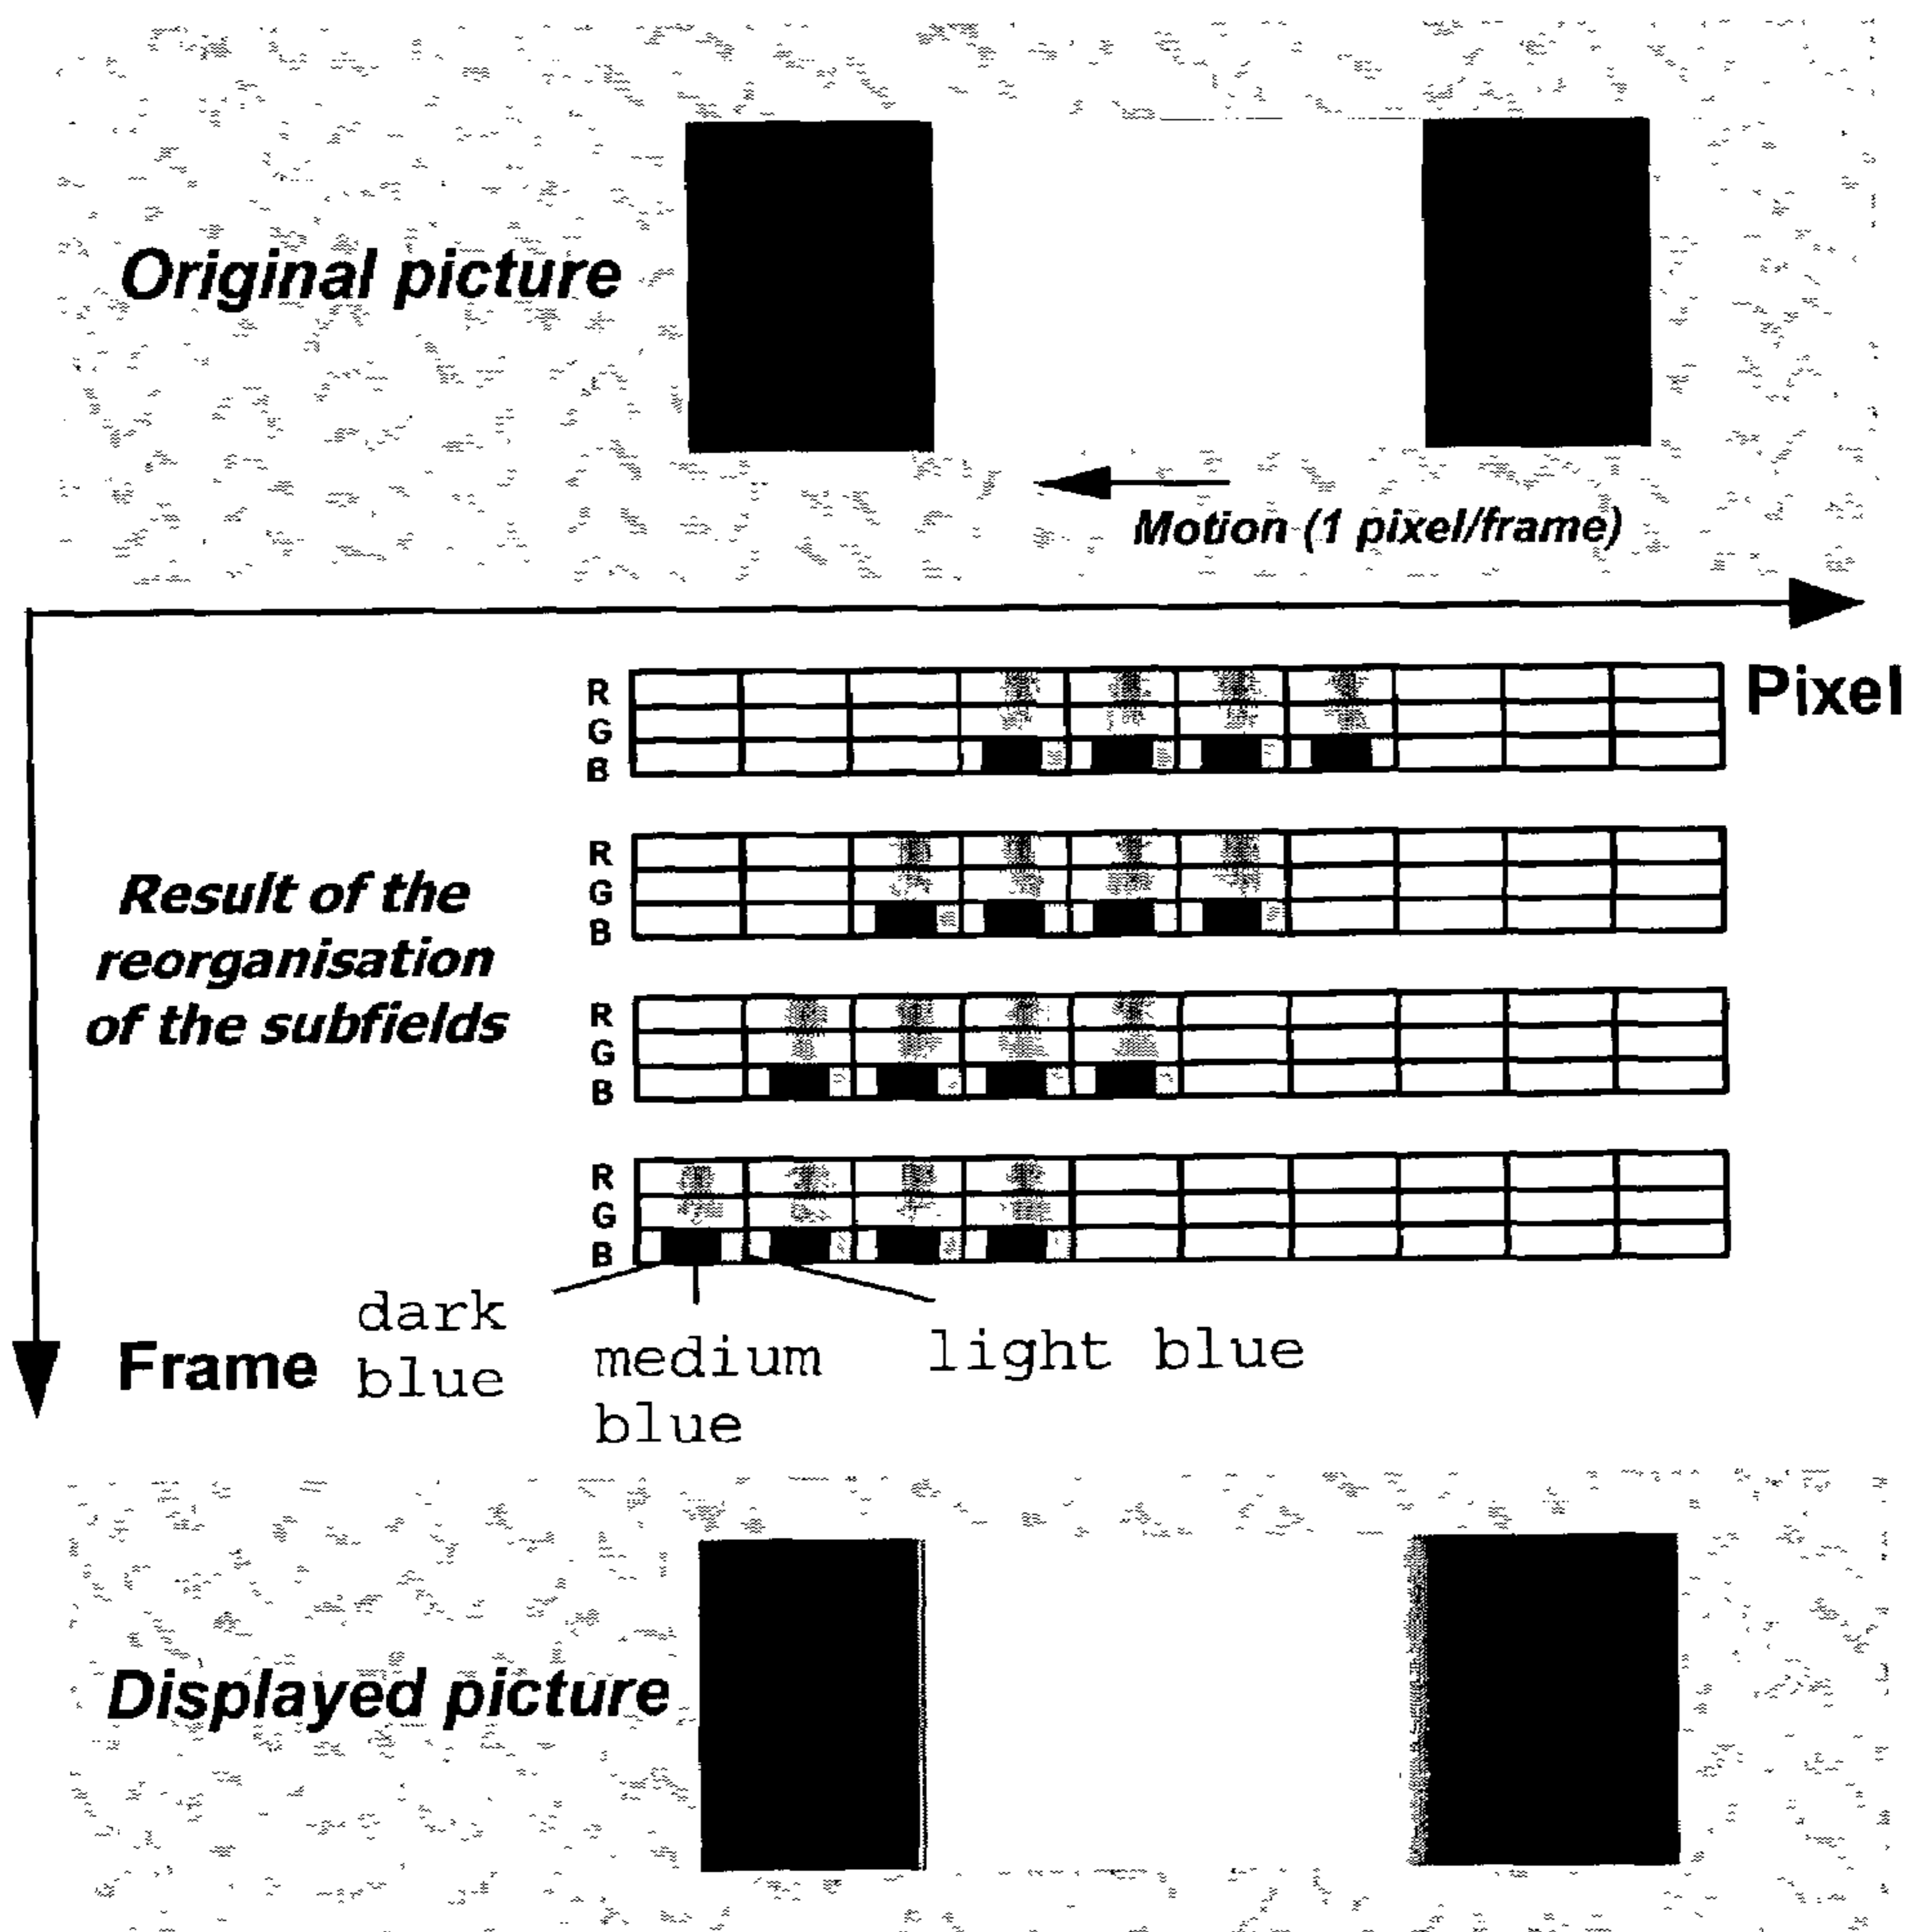 Original picture
Motion (1 pixel/frame)
Pixel
R
G
B
R
G
B
Result of the
reorganisation
of the subfields
R
G
B
R
G
B
Frame
dark
blue
medium
blue
light blue
Displayed picture